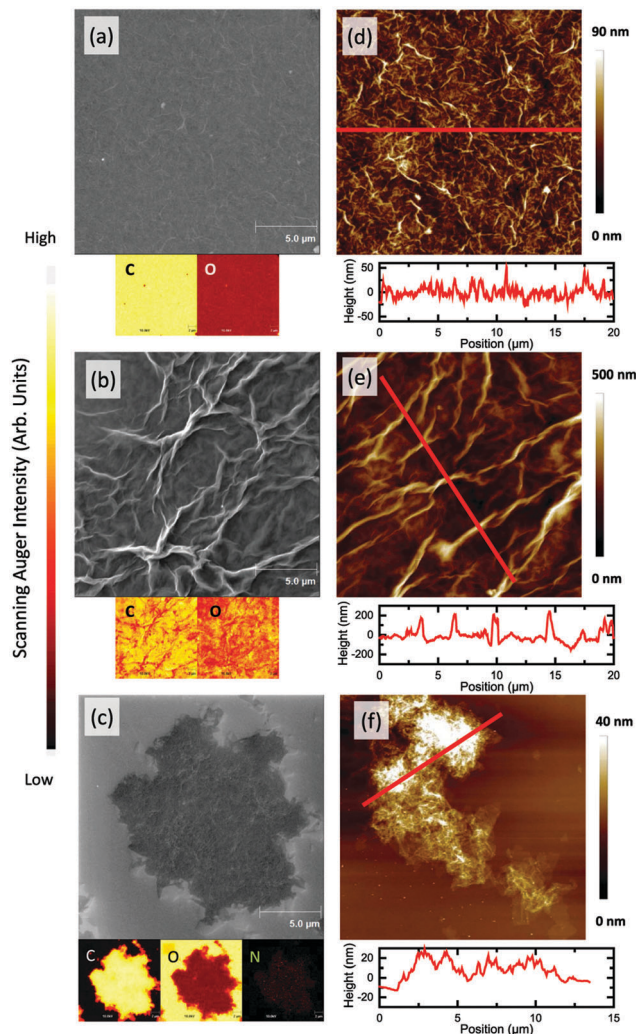 (a)
(d)
90 nm
0 nm
5.0 µm
High
C
O
50
0
-50
Height (nm)
0 5 10 15 20
Position (µm)
Scanning Auger Intensity (Arb. Units)
(b)
(e)
500 nm
0 nm
5.0 µm
C
O
200
0
-200
Height (nm)
0 5 10 15 20
Position (µm)
(c)
(f)
40 nm
0 nm
Low
5.0 µm
C
O
N
20
0
-20
Height (nm)
0 5 10 15
Position (µm)